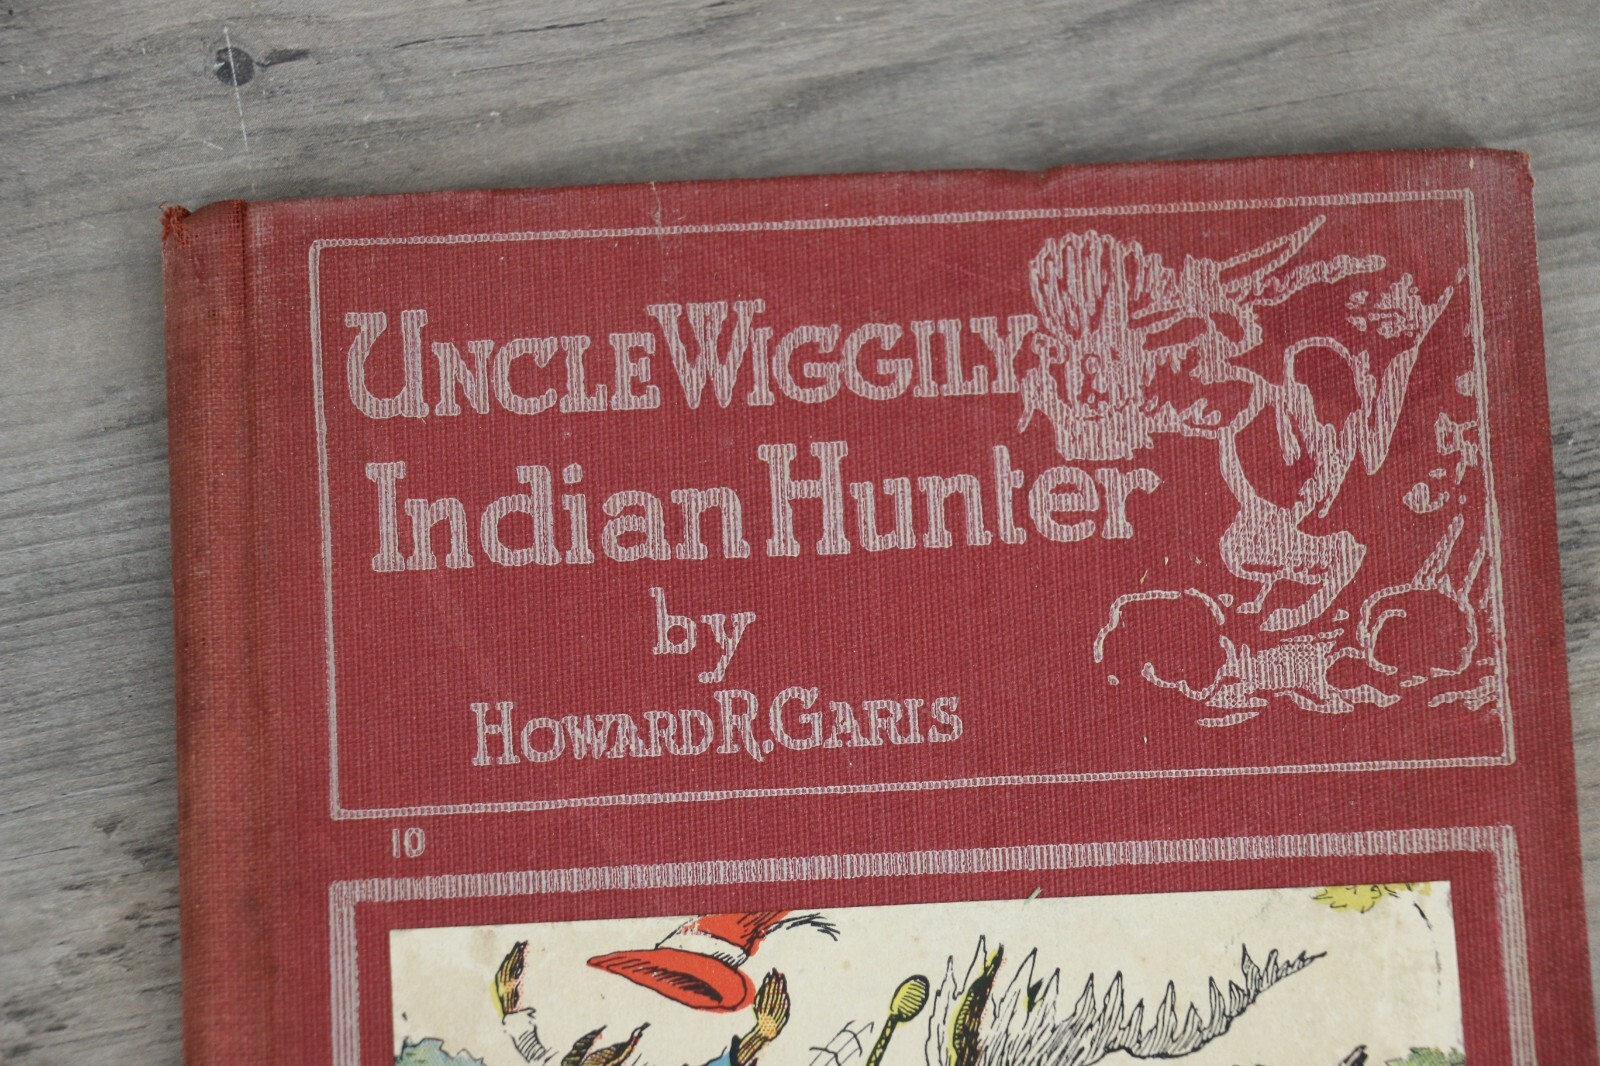 UNCLE WIGGILY
Indian Hunter
by
HOWARD R. GARIS
10